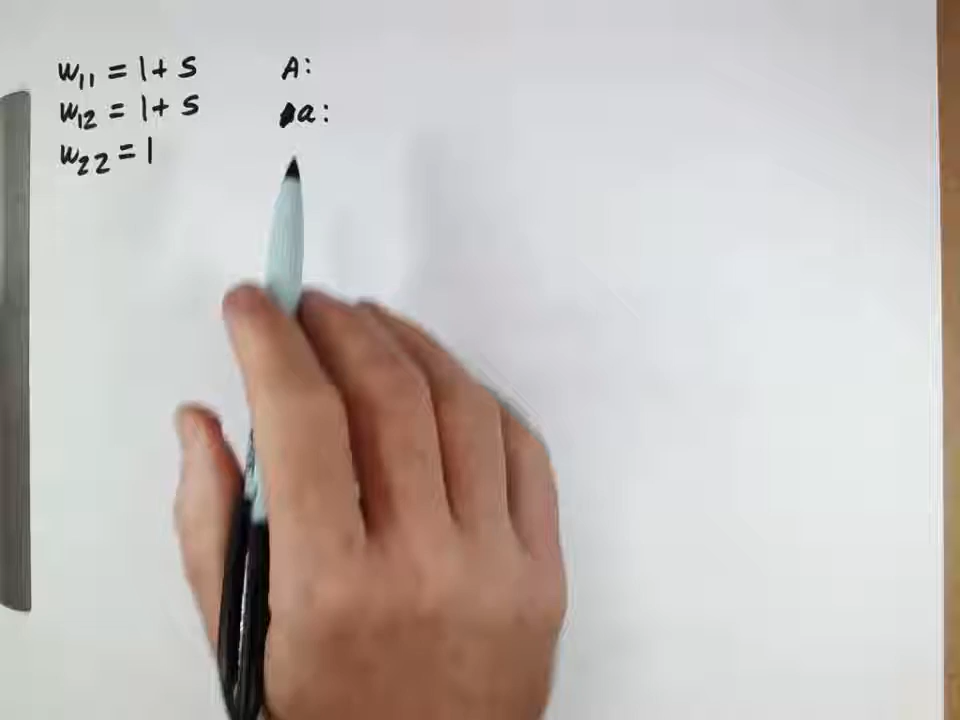 w11 = 1 + s
w12 = 1 + s
w22 = 1
A:
a: